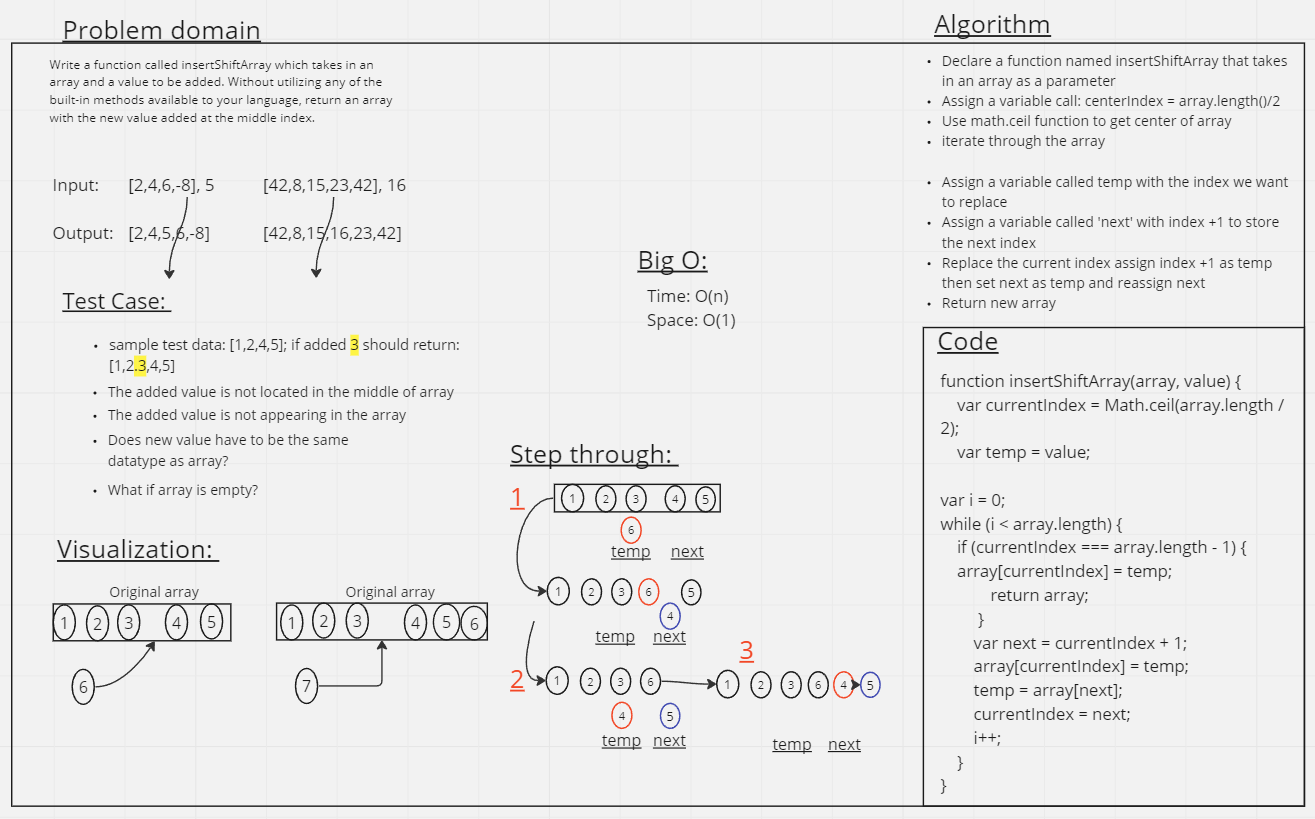 Problem domain
Write a function called insertShiftArray which takes in an
array and a value to be added. Without utilizing any of the
built-in methods available to your language, return an array
with the new value added at the middle index.
Input: [2,4,6,-8], 5 [42,8,15,23,42], 16
Output: [2,4,5,6,-8] [42,8,15,16,23,42]
Test Case:
• sample test data: [1,2,4,5]; if added 3 should return:
[1,2.3,4,5]
• The added value is not located in the middle of array
• The added value is not appearing in the array
• Does new value have to be the same
datatype as array?
• What if array is empty?
Visualization:
Original array
1 2 3 4 5
6
Original array
1 2 3 4 5 6
7
Big O:
Time: O(n)
Space: O(1)
Step through:
1
1 2 3 4 5
6
temp next
1 2 3 6 5
4
temp next
2
1 2 3 6
4 5
temp next
3
1 2 3 6 4 5
temp next
Algorithm
• Declare a function named insertShiftArray that takes
in an array as a parameter
• Assign a variable call: centerIndex = array.length()/2
• Use math.ceil function to get center of array
• iterate through the array
• Assign a variable called temp with the index we want
to replace
• Assign a variable called 'next' with index +1 to store
the next index
• Replace the current index assign index +1 as temp
then set next as temp and reassign next
• Return new array
Code
function insertShiftArray(array, value) {
var currentIndex = Math.ceil(array.length /
2);
var temp = value;
var i = 0;
while (i < array.length) {
if (currentIndex === array.length - 1) {
array[currentIndex] = temp;
return array;
}
var next = currentIndex + 1;
array[currentIndex] = temp;
temp = array[next];
currentIndex = next;
i++;
}
}